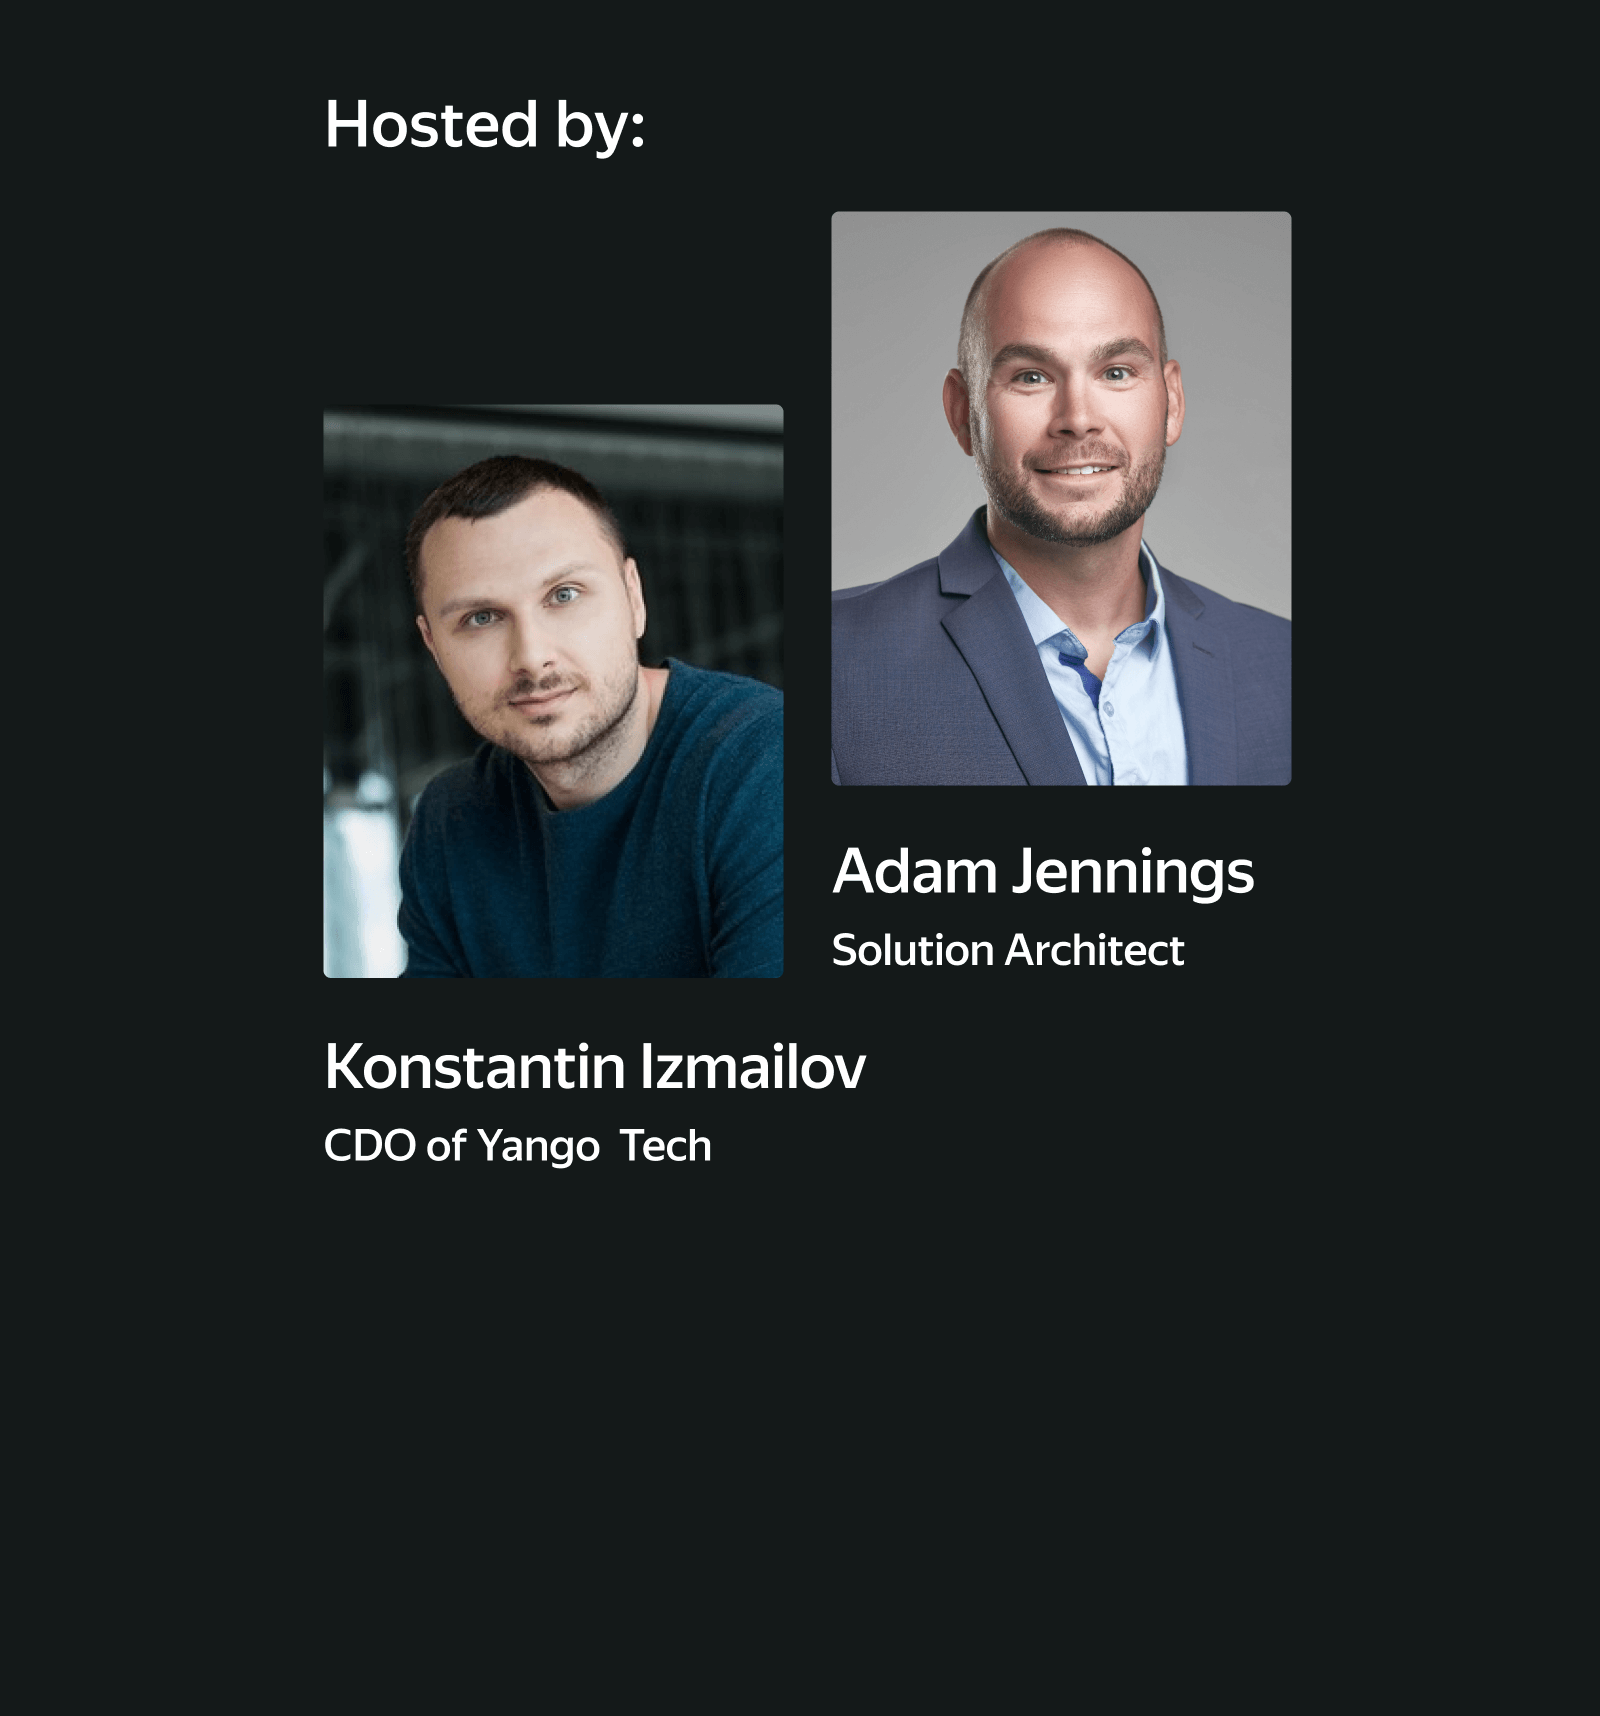 Hosted by:
Adam Jennings
Solution Architect
Konstantin Izmailov
CDO of Yango  Tech